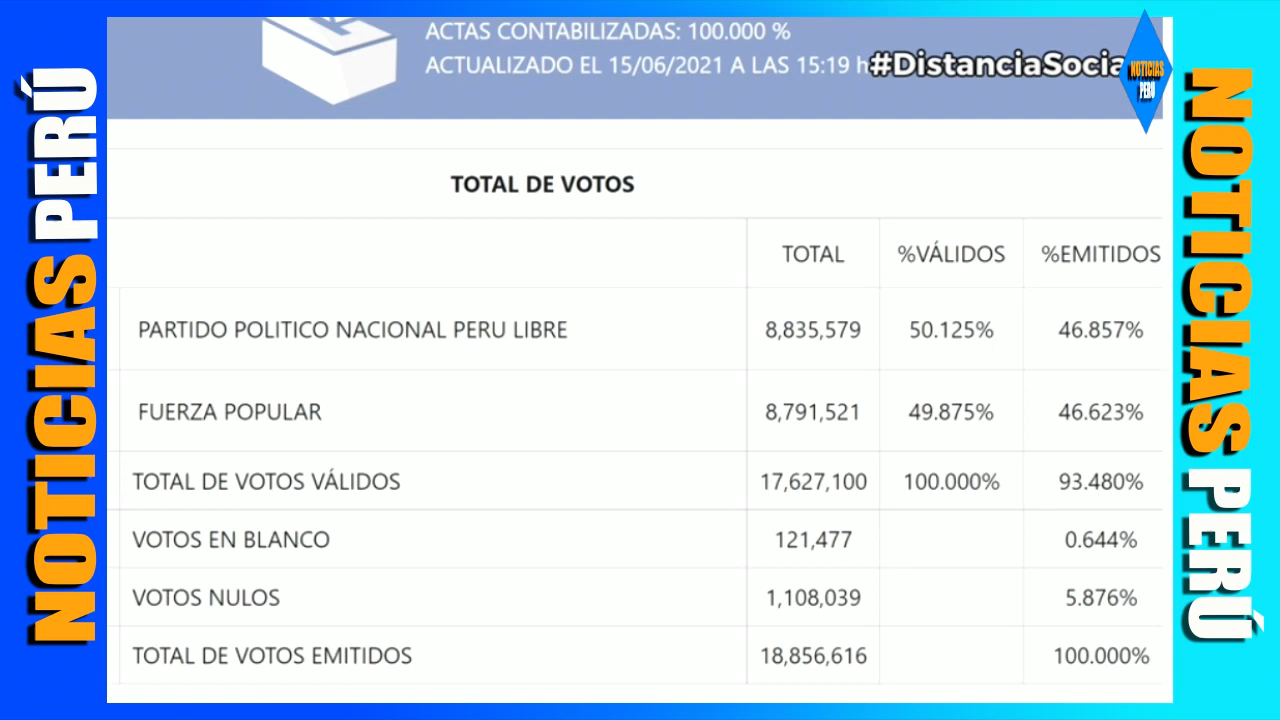 ACTAS CONTABILIZADAS: 100.000 %
ACTUALIZADO EL 15/06/2021 A LAS 15:19 h
#DistanciaSocia
NOTICIAS
PERÚ
NOTICIAS PERÚ
NOTICIAS PERÚ
TOTAL DE VOTOS
TOTAL %VÁLIDOS %EMITIDOS
PARTIDO POLITICO NACIONAL PERU LIBRE 8,835,579 50.125% 46.857%
FUERZA POPULAR 8,791,521 49.875% 46.623%
TOTAL DE VOTOS VÁLIDOS 17,627,100 100.000% 93.480%
VOTOS EN BLANCO 121,477 0.644%
VOTOS NULOS 1,108,039 5.876%
TOTAL DE VOTOS EMITIDOS 18,856,616 100.000%